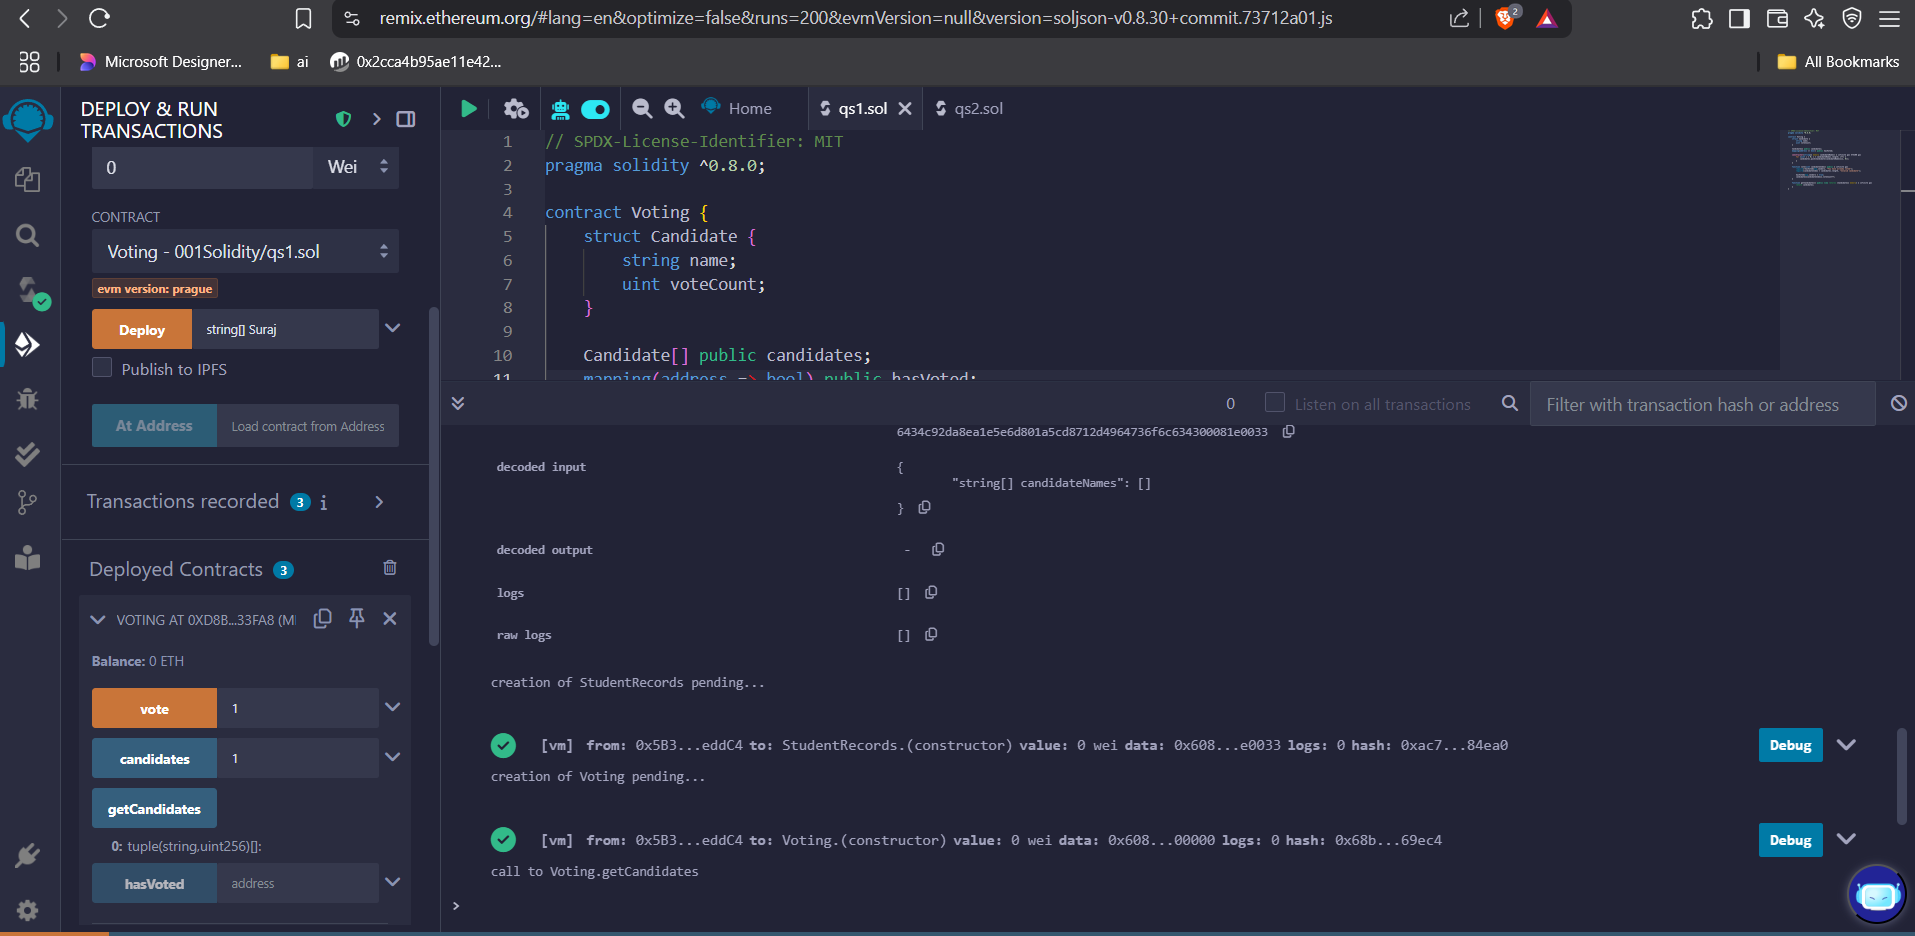 remix.ethereum.org/#lang=en&optimize=false&runs=200&evmVersion=null&version=soljson-v0.8.30+commit.73712a01.js
2
Microsoft Designer...
ai
0x2cca4b95ae11e42...
All Bookmarks
DEPLOY & RUN
TRANSACTIONS
0
Wei
CONTRACT
Voting - 001Solidity/qs1.sol
evm version: prague
Deploy
string[] Suraj
Publish to IPFS
At Address
Load contract from Address
Transactions recorded 3 i
Deployed Contracts 3
VOTING AT 0XD8B...33FA8 (M
Balance: 0 ETH
vote
1
candidates
1
getCandidates
0: tuple(string,uint256)[]:
hasVoted
address
Home
qs1.sol
qs2.sol
1 // SPDX-License-Identifier: MIT
2 pragma solidity ^0.8.0;
3
4 contract Voting {
5 struct Candidate {
6 string name;
7 uint voteCount;
8 }
9
10 Candidate[] public candidates;
11 mapping(address => bool) public hasVoted;
0
Listen on all transactions
Filter with transaction hash or address
6434c92da8ea1e5e6d801a5cd8712d4964736f6c634300081e0033
decoded input
{
"string[] candidateNames": []
}
decoded output
-
logs
[]
raw logs
[]
creation of StudentRecords pending...
[vm] from: 0x5B3...eddC4 to: StudentRecords.(constructor) value: 0 wei data: 0x608...e0033 logs: 0 hash: 0xac7...84ea0
Debug
creation of Voting pending...
[vm] from: 0x5B3...eddC4 to: Voting.(constructor) value: 0 wei data: 0x608...00000 logs: 0 hash: 0x68b...69ec4
Debug
call to Voting.getCandidates
>